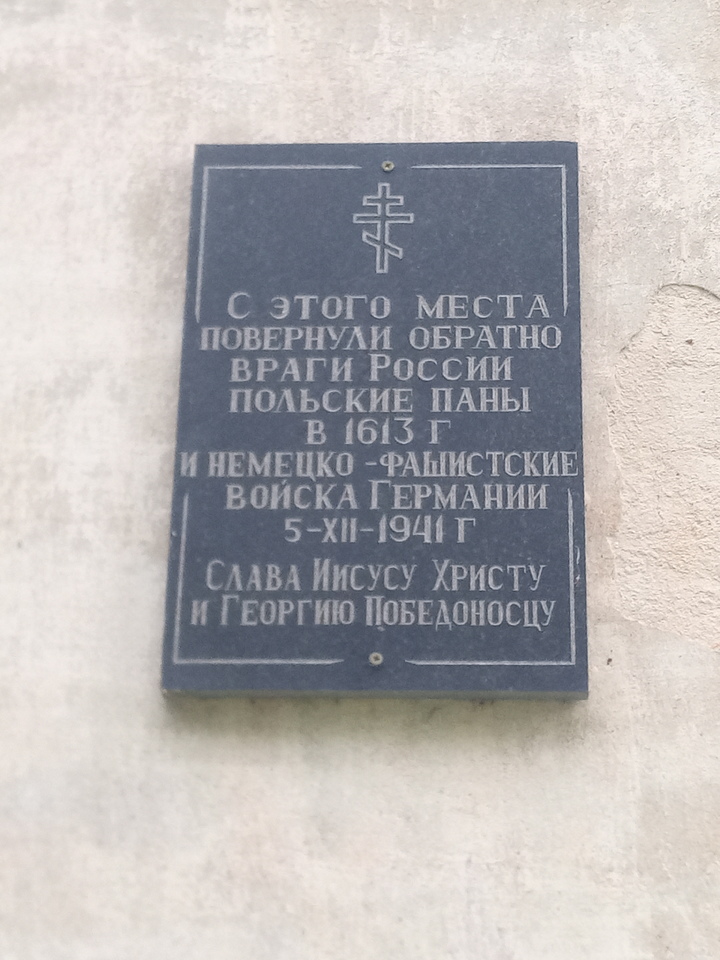 С ЭТОГО МЕСТА
ПОВЕРНУЛИ ОБРАТНО
ВРАГИ РОССИИ
ПОЛЬСКИЕ ПАНЫ
В 1613 Г
И НЕМЕЦКО-ФАШИСТСКИЕ
ВОЙСКА ГЕРМАНИИ
5-XII-1941 Г
СЛАВА ИИСУСУ ХРИСТУ
И ГЕОРГИЮ ПОБЕДОНОСЦУ